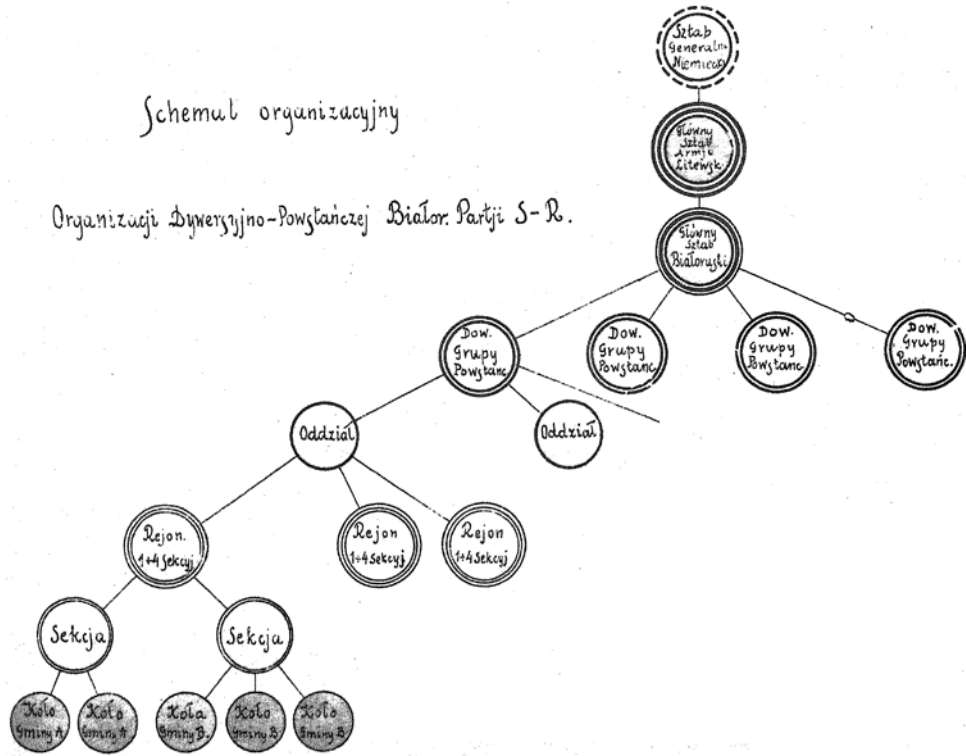 Sztab
Generaln.
Niemiecki
Schemat organizacyjny
Główny
Sztab
Armji
Litewsk.
Organizacji Dywersyjno-Powstańczej Białor. Partji S-R.
Główny
Sztab
Białoruski
Dow.
Grupy
Powstanc
Dow.
Grupy
Powstanc
Dow.
Grupy
Powstanc
Dow.
Grupy
Powstańc.
Oddział
Oddział
Rejon.
1÷4 Sekcyj
Rejon
1÷4 Sekcyj
Rejon
1÷4 Sekcyj
Sekcja
Sekcja
Koło
Gminy A
Koło
Gminy A
Koła
Gminy B.
Koło
Gminy B
Koło
Gminy B